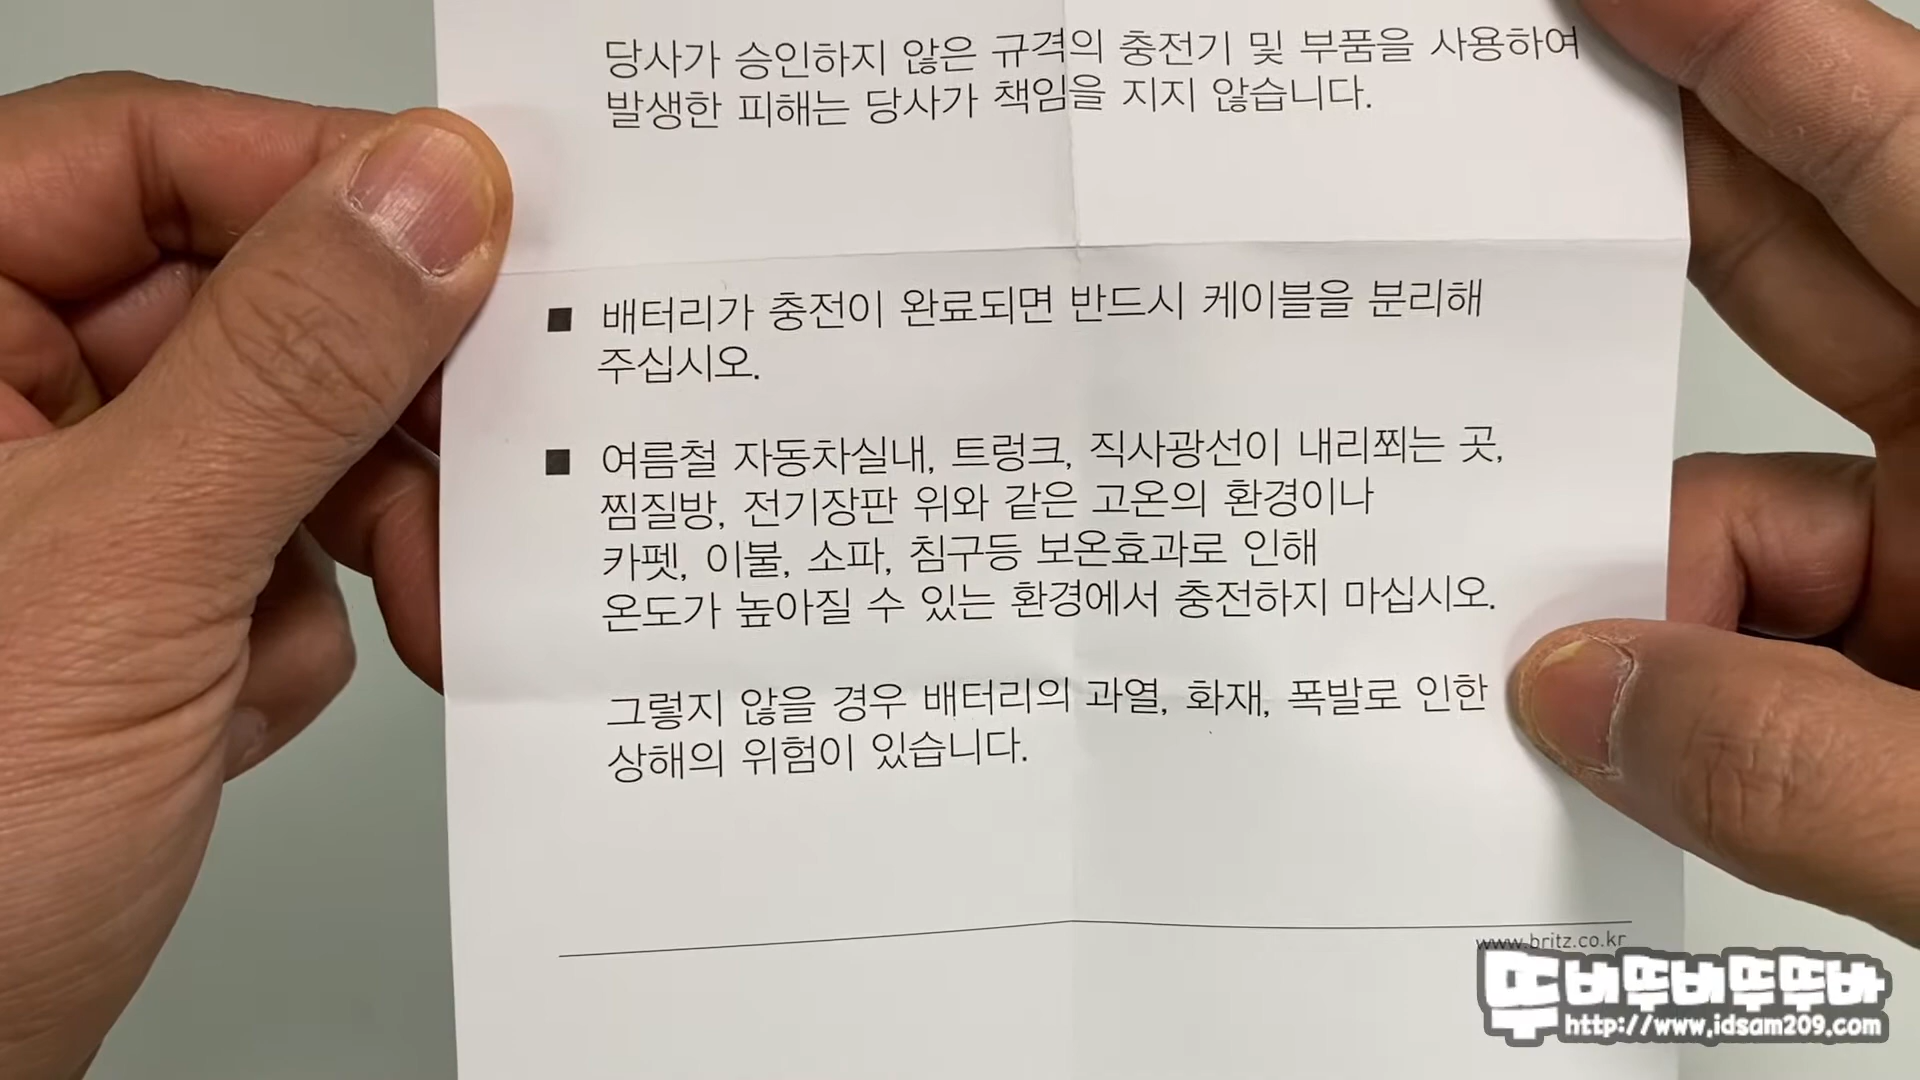 당사가 승인하지 않은 규격의 충전기 및 부품을 사용하여
발생한 피해는 당사가 책임을 지지 않습니다.
■ 배터리가 충전이 완료되면 반드시 케이블을 분리해
주십시오.
■ 여름철 자동차실내, 트렁크, 직사광선이 내리쬐는 곳,
찜질방, 전기장판 위와 같은 고온의 환경이나
카펫, 이불, 소파, 침구등 보온효과로 인해
온도가 높아질 수 있는 환경에서 충전하지 마십시오.
그렇지 않을 경우 배터리의 과열, 화재, 폭발로 인한
상해의 위험이 있습니다.
www.britz.co.kr
뚜버뚜버뚜뚜바
http://www.idsam209.com